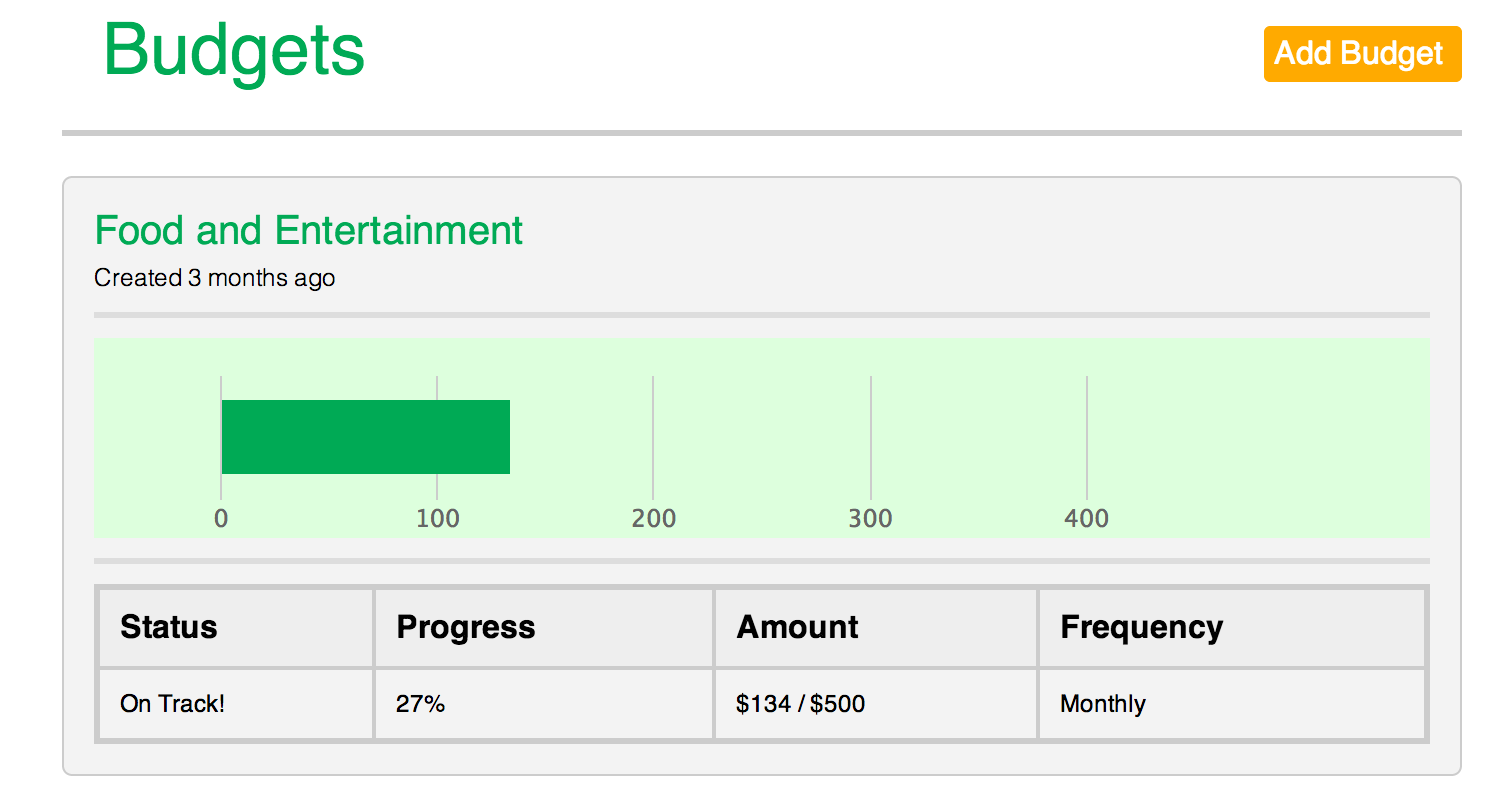 Budgets
Add Budget
Food and Entertainment
Created 3 months ago
0 100 200 300 400
Status Progress Amount Frequency
On Track! 27% $134 / $500 Monthly